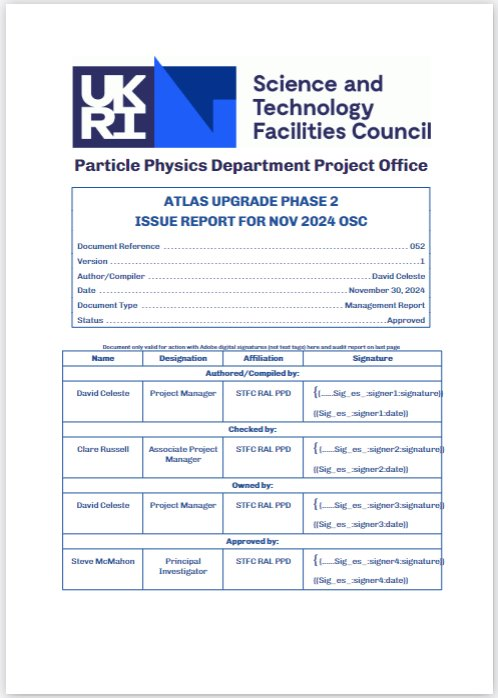 UK
RI
Science and
Technology
Facilities Council
Particle Physics Department Project Office
ATLAS UPGRADE PHASE 2
ISSUE REPORT FOR NOV 2024 OSC
Document Reference ............ 052
Version ............ 1
Author/Compiler ............ David Celeste
Date ............ November 30, 2024
Document Type ............ Management Report
Status ............ Approved
Document only valid for action with Adobe digital signatures (not text tags) here and audit report on last page
Name Designation Affiliation Signature
Authored/Compiled by:
David Celeste Project Manager STFC RAL PPD {{......Sig_es_:signer1:signature}}
{{Sig_es_:signer1:date}}
Checked by:
Clare Russell Associate Project STFC RAL PPD {{......Sig_es_:signer2:signature}}
Manager
{{Sig_es_:signer2:date}}
Owned by:
David Celeste Project Manager STFC RAL PPD {{......Sig_es_:signer3:signature}}
{{Sig_es_:signer3:date}}
Approved by:
Steve McMahon Principal STFC RAL PPD {{......Sig_es_:signer4:signature}}
Investigator
{{Sig_es_:signer4:date}}